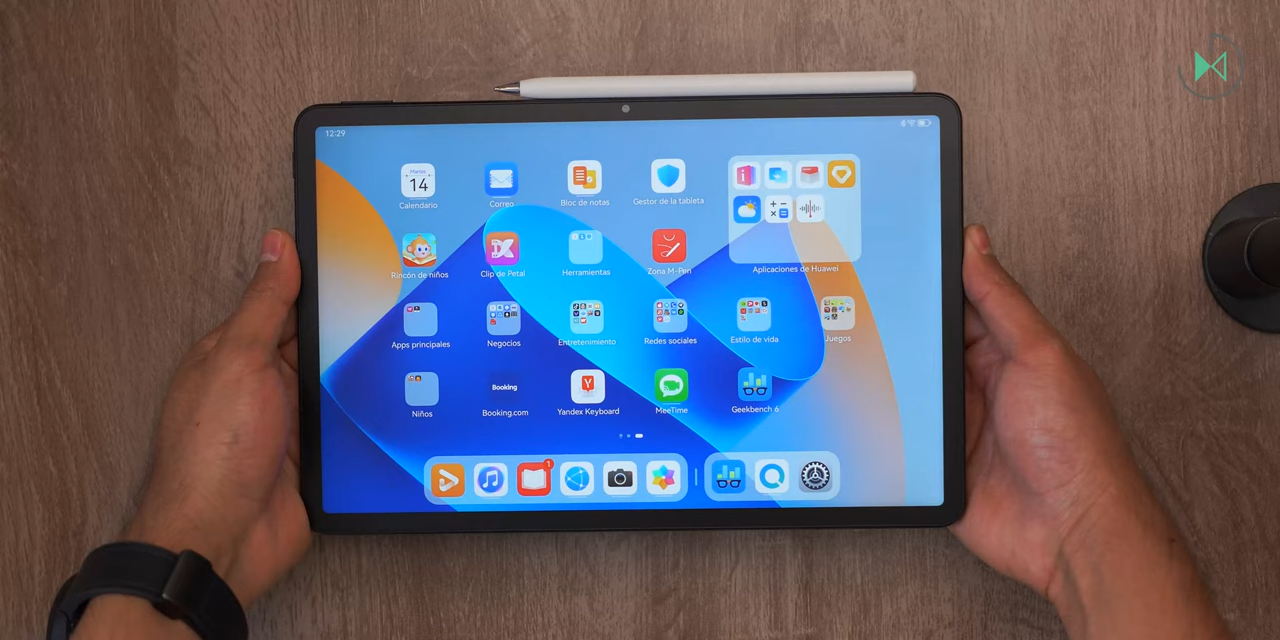 12:29
Martes
14
Calendario
Correo
Bloc de notas
Gestor de la tableta
Aplicaciones de Huawei
Rincón de niños
Clip de Petal
Herramientas
Zona M-Pen
Apps principales
Negocios
Entretenimiento
Redes sociales
Estilo de vida
Juegos
Niños
Booking
Booking.com
Y
Yandex Keyboard
MeeTime
Geekbench 6
1